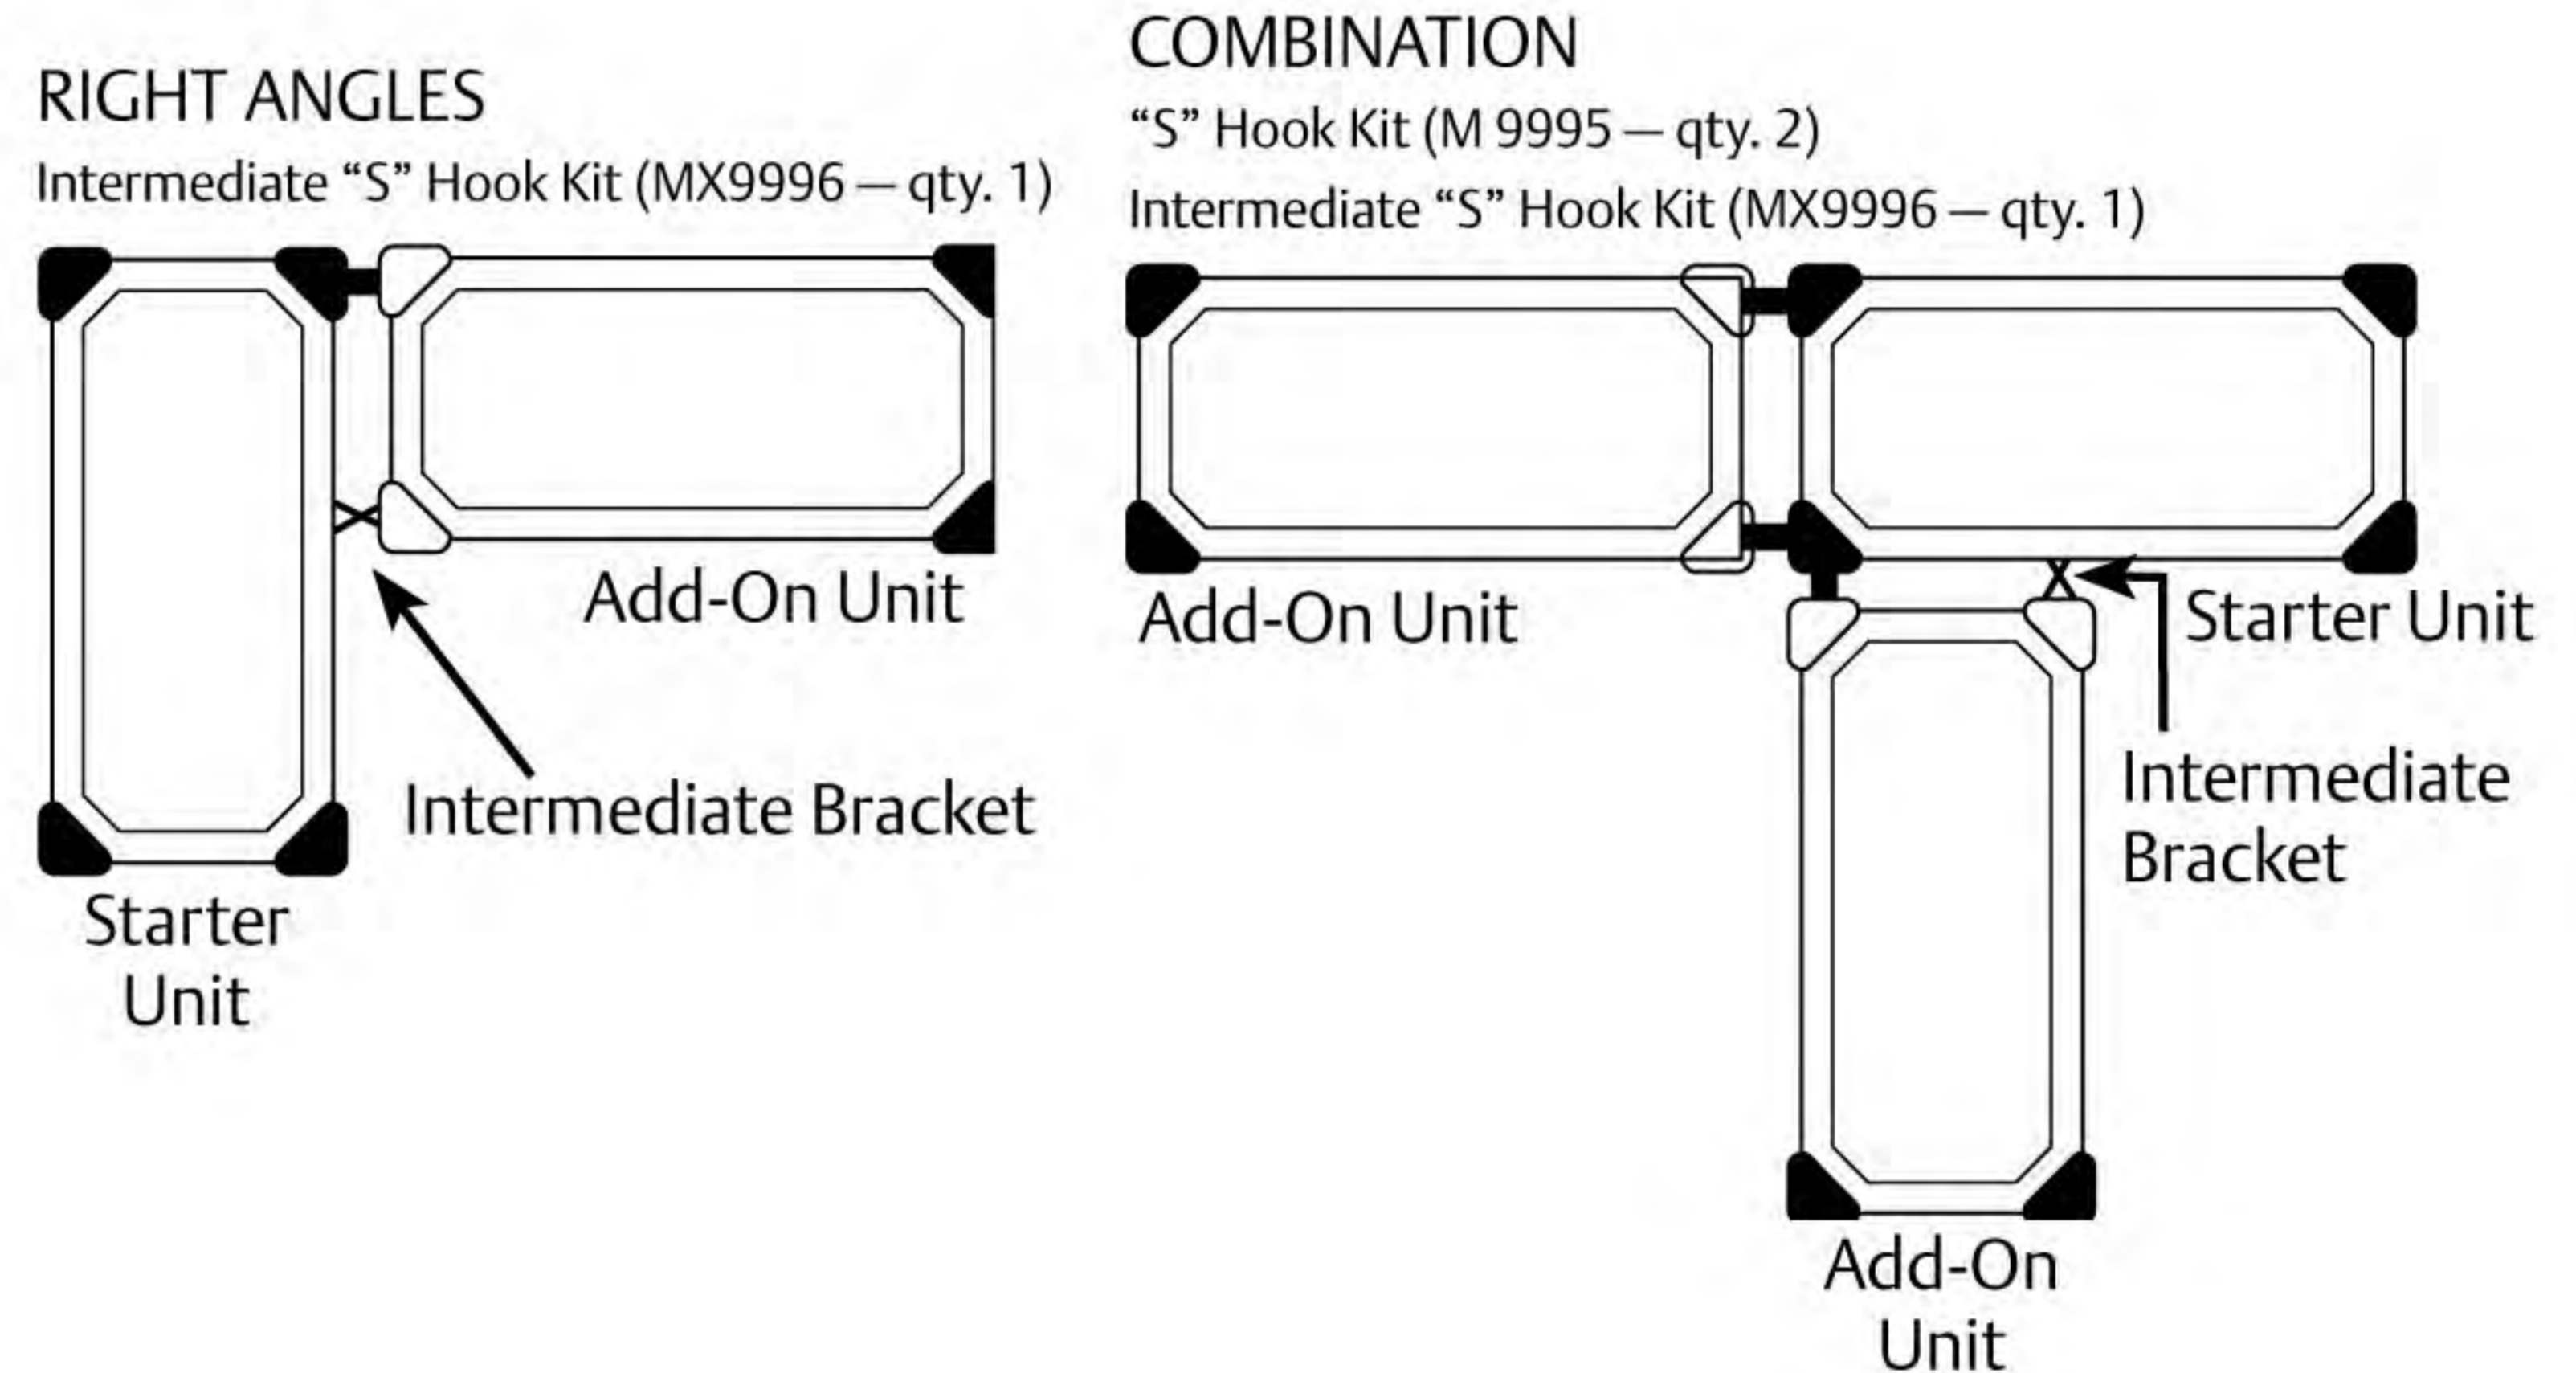 RIGHT ANGLES
Intermediate “S” Hook Kit (MX9996 — qty. 1)
Add-On Unit
Intermediate Bracket
Starter
Unit
COMBINATION
“S” Hook Kit (M 9995 — qty. 2)
Intermediate “S” Hook Kit (MX9996 — qty. 1)
Add-On Unit
Starter Unit
Intermediate
Bracket
Add-On
Unit